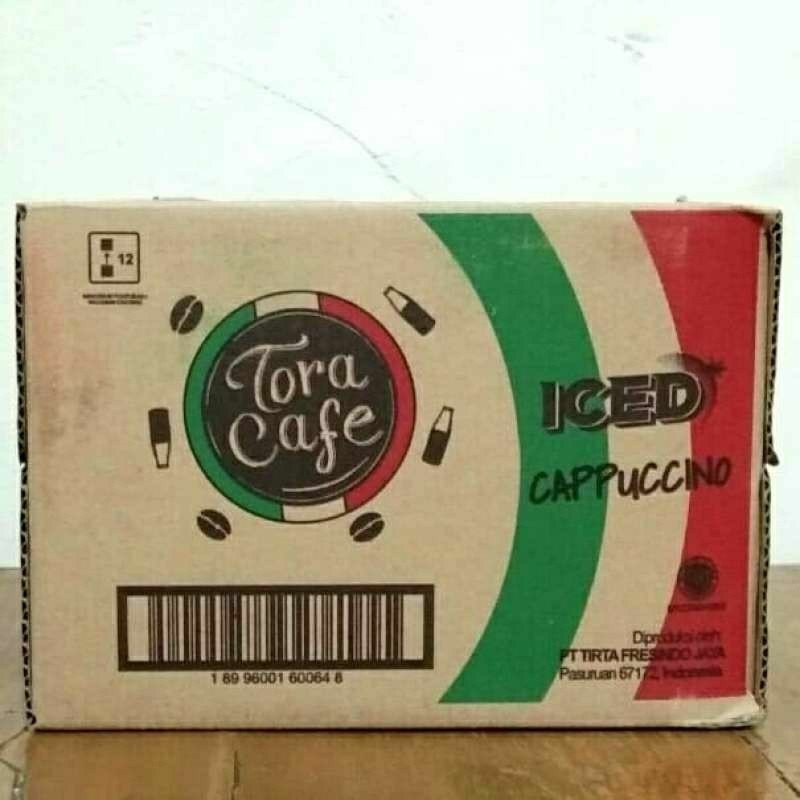 12
Tora
Cafe
ICED
CAPPUCCINO
1 89 96001 60064 8
Diproduksi oleh:
PT TIRTA FRESINDO JAYA
Pasuruan 67172, Indonesia